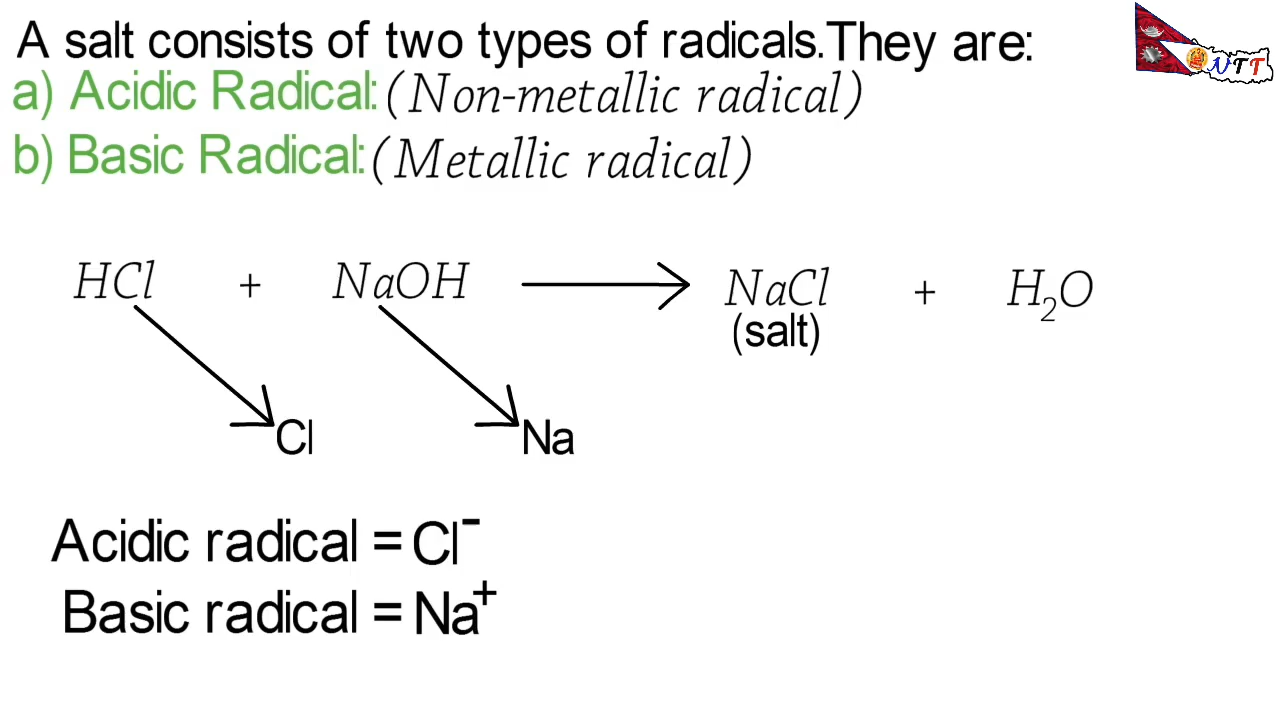 A salt consists of two types of radicals.They are:
a) Acidic Radical:(Non-metallic radical)
b) Basic Radical:(Metallic radical)
NTT
HCl + NaOH ⟶ NaCl + H₂O
(salt)
Cl Na
Acidic radical = Cl⁻
Basic radical = Na⁺